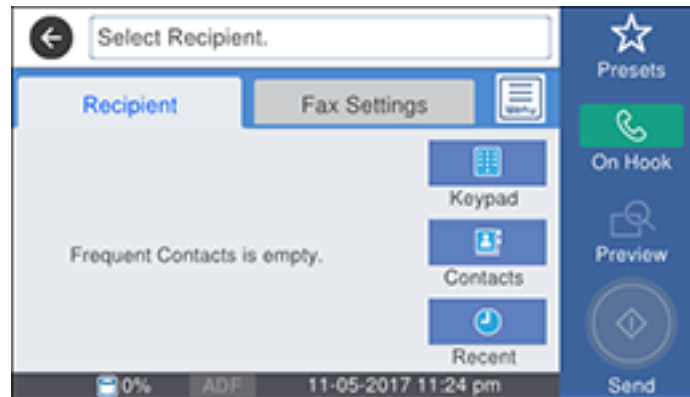 Select Recipient.
Presets
Recipient
Fax Settings
Menu
On Hook
Keypad
Frequent Contacts is empty.
Preview
Contacts
Recent
0% ADF 11-05-2017 11:24 pm
Send